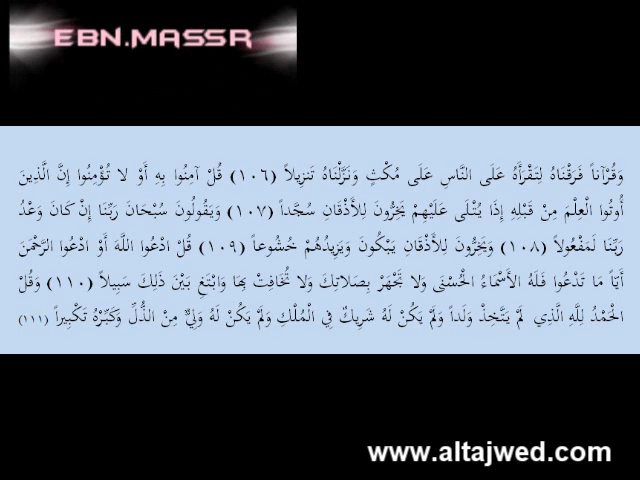 EBN.MASSR
وَقُرْآناً فَرَقْنَاهُ لِتَقْرَأَهُ عَلَى النَّاسِ عَلَى مُكْثٍ وَنَزَّلْنَاهُ تَنزِيلاً (١٠٦) قُلْ آمِنُوا بِهِ أَوْ لا تُؤْمِنُوا إِنَّ الَّذِينَ
أُوتُوا الْعِلْمَ مِنْ قَبْلِهِ إِذَا يُتْلَى عَلَيْهِمْ يَخِرُّونَ لِلأَذْقَانِ سُجَّداً (١٠٧) وَيَقُولُونَ سُبْحَانَ رَبِّنَا إِنْ كَانَ وَعْدُ
رَبِّنَا لَمَفْعُولاً (١٠٨) وَيَخِرُّونَ لِلأَذْقَانِ يَبْكُونَ وَيَزِيدُهُمْ خُشُوعاً (١٠٩) قُلْ ادْعُوا اللَّهَ أَوْ ادْعُوا الرَّحْمَنَ
أَيّاً مَا تَدْعُوا فَلَهُ الأَسْمَاءُ الْحُسْنَى وَلا تَجْهَرْ بِصَلاتِكَ وَلا تُخَافِتْ بِهَا وَابْتَغِ بَيْنَ ذَلِكَ سَبِيلاً (١١٠) وَقُلْ
الْحَمْدُ لِلَّهِ الَّذِي لَمْ يَتَّخِذْ وَلَداً وَلَمْ يَكُنْ لَهُ شَرِيكٌ فِي الْمُلْكِ وَلَمْ يَكُنْ لَهُ وَلِيٌّ مِنْ الذُّلِّ وَكَبِّرْهُ تَكْبِيراً (١١١)
www.altajwed.com